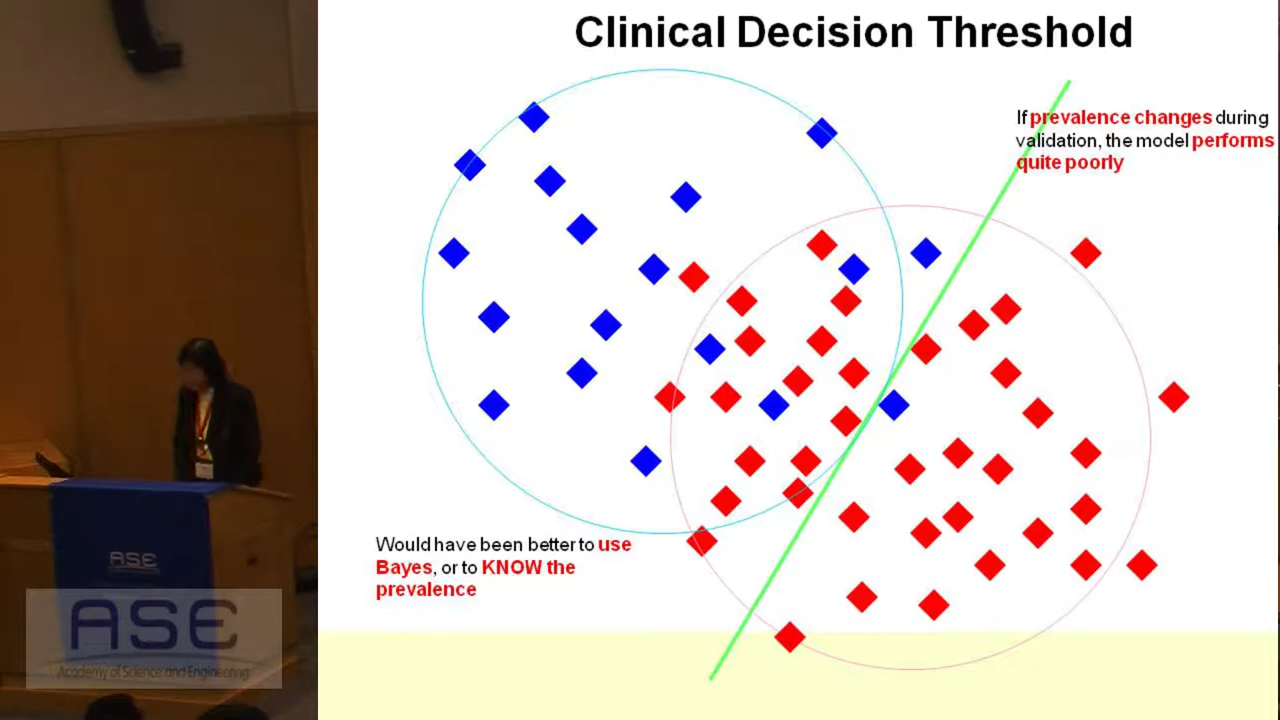 Clinical Decision Threshold
If prevalence changes during
validation, the model performs
quite poorly
Would have been better to use
Bayes, or to KNOW the
prevalence
ASE
ASE
Academy of Science and Engineering